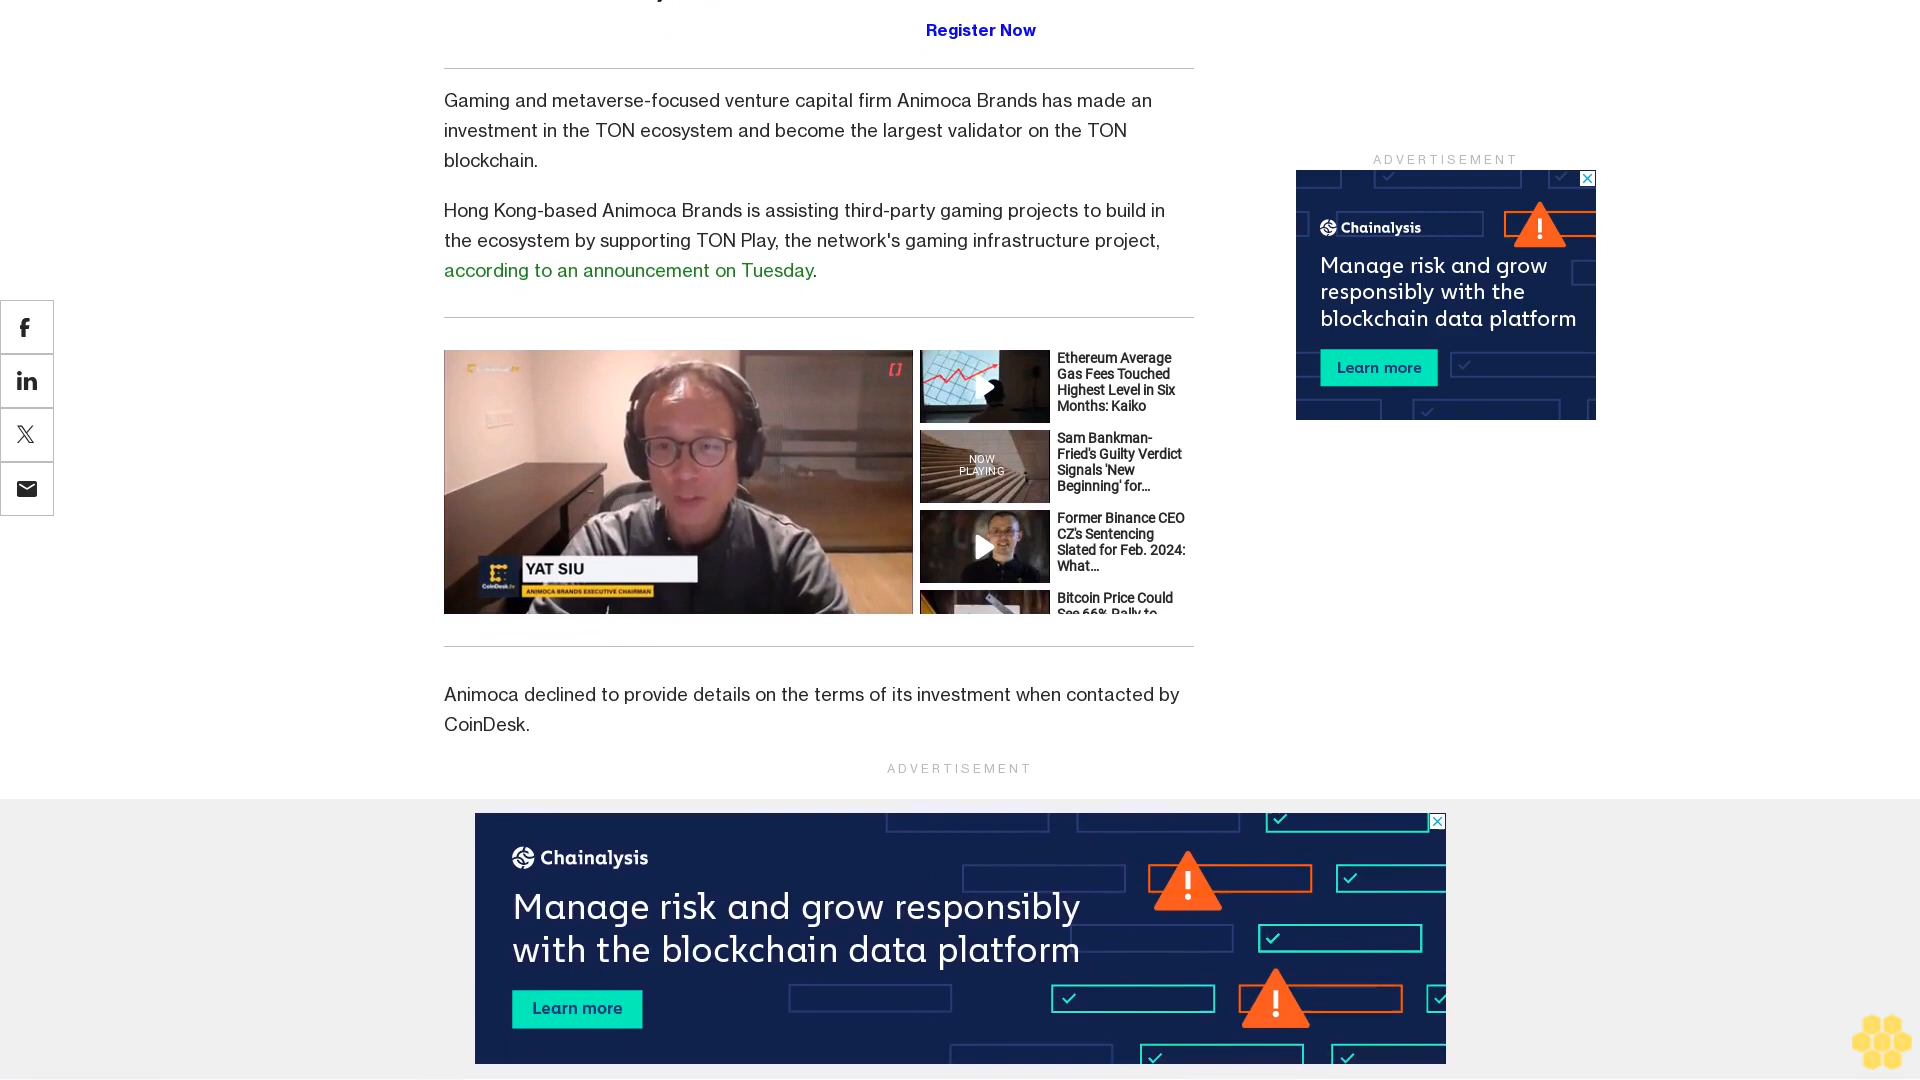 Register Now
Gaming and metaverse-focused venture capital firm Animoca Brands has made an
investment in the TON ecosystem and become the largest validator on the TON
blockchain.
Hong Kong-based Animoca Brands is assisting third-party gaming projects to build in
the ecosystem by supporting TON Play, the network's gaming infrastructure project,
according to an announcement on Tuesday.
YAT SIU
CoinDesk.tv
ANIMOCA BRANDS EXECUTIVE CHAIRMAN
Ethereum Average
Gas Fees Touched
Highest Level in Six
Months: Kaiko
NOW
PLAYING
Sam Bankman-
Fried's Guilty Verdict
Signals 'New
Beginning' for...
Former Binance CEO
CZ's Sentencing
Slated for Feb. 2024:
What...
Bitcoin Price Could
See 66% Rally to
Animoca declined to provide details on the terms of its investment when contacted by
CoinDesk.
ADVERTISEMENT
Chainalysis
Manage risk and grow
responsibly with the
blockchain data platform
Learn more
ADVERTISEMENT
Chainalysis
Manage risk and grow responsibly
with the blockchain data platform
Learn more